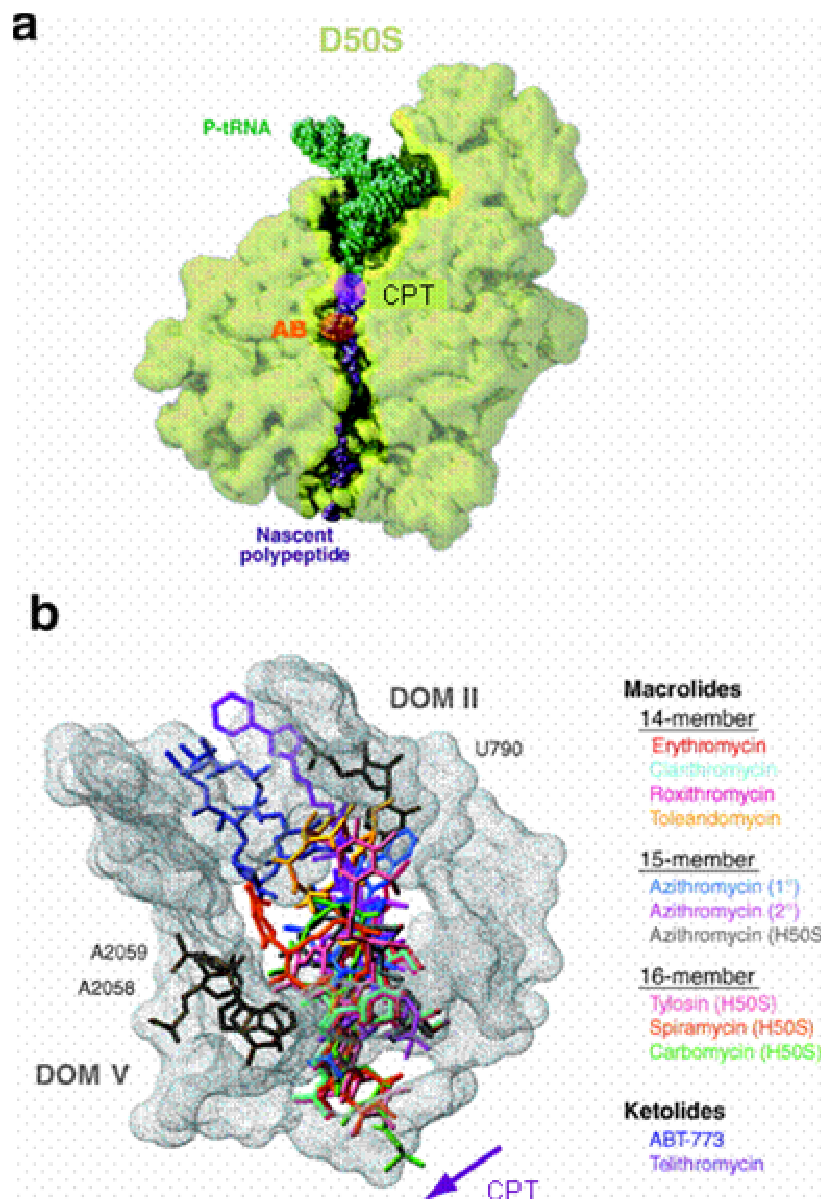 a
D50S
P-tRNA
CPT
AB
Nascent
polypeptide
b
DOM II
U790
A2059
A2058
DOM V
CPT
Macrolides
14-member
Erythromycin
Clarithromycin
Roxithromycin
Toleandomycin
15-member
Azithromycin (1°)
Azithromycin (2°)
Azithromycin (H50S
16-member
Tylosin (H50S)
Spiramycin (H50S)
Carbomycin (H50S)
Ketolides
ABT-773
Telithromycin